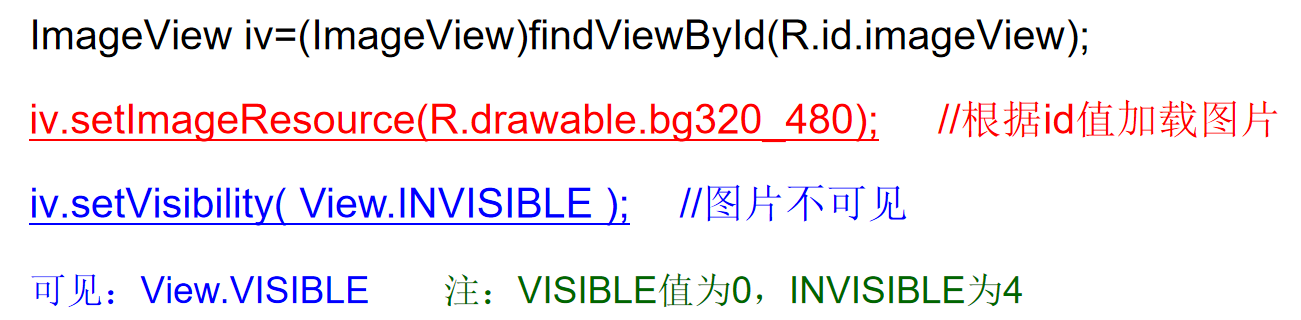 ImageView iv=(ImageView)findViewById(R.id.imageView);
iv.setImageResource(R.drawable.bg320_480); //根据id值加载图片
iv.setVisibility( View.INVISIBLE ); //图片不可见
可见：View.VISIBLE 注：VISIBLE值为0，INVISIBLE为4